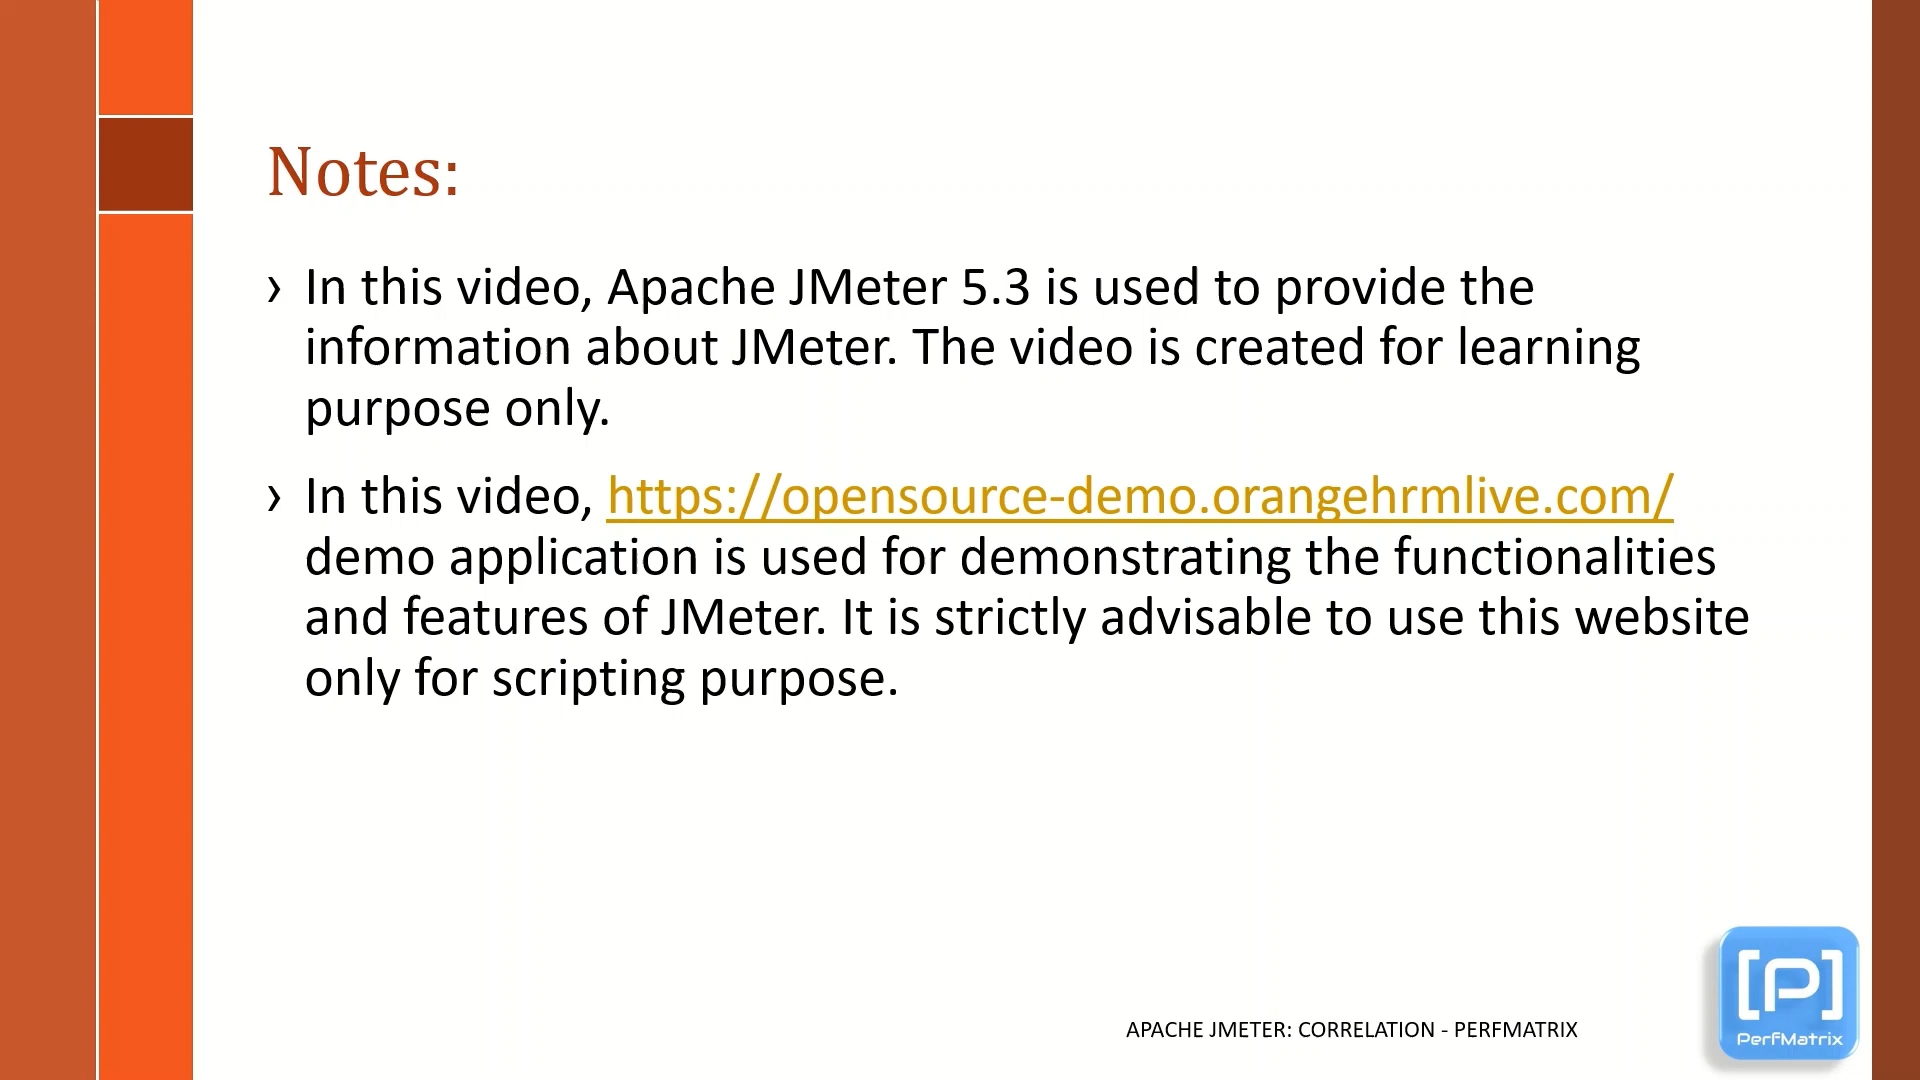 Notes:
› In this video, Apache JMeter 5.3 is used to provide the
information about JMeter. The video is created for learning
purpose only.
› In this video, https://opensource-demo.orangehrmlive.com/
demo application is used for demonstrating the functionalities
and features of JMeter. It is strictly advisable to use this website
only for scripting purpose.
APACHE JMETER: CORRELATION - PERFMATRIX
[P]
PerfMatrix